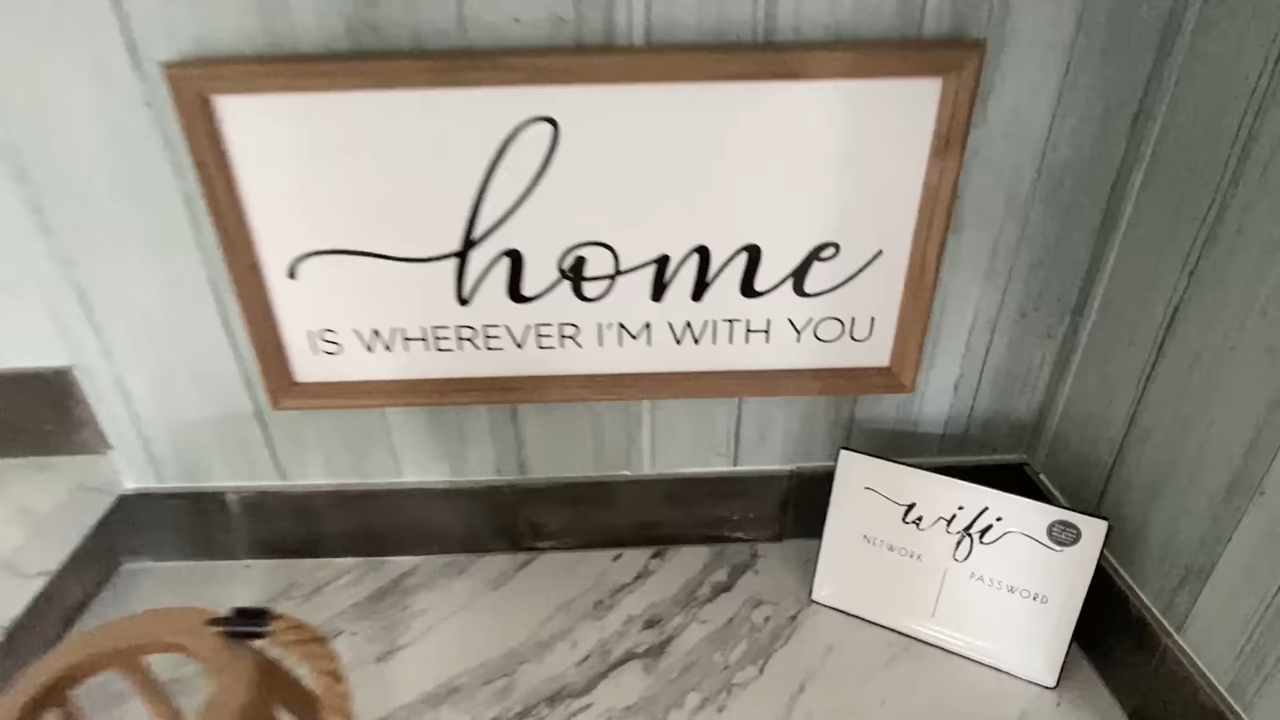 home
IS WHEREVER I'M WITH YOU
wifi
NETWORK
PASSWORD